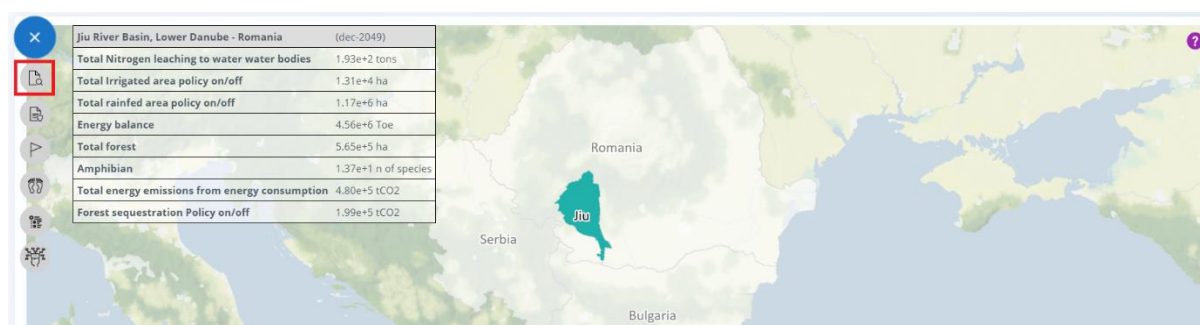 Jiu River Basin, Lower Danube - Romania (dec-2049)
Total Nitrogen leaching to water water bodies 1.93e+2 tons
Total Irrigated area policy on/off 1.31e+4 ha
Total rainfed area policy on/off 1.17e+6 ha
Energy balance 4.56e+6 Toe
Total forest 5.65e+5 ha
Amphibian 1.37e+1 n of species
Total energy emissions from energy consumption 4.80e+5 tCO2
Forest sequestration Policy on/off 1.99e+5 tCO2
?
Romania
Jiu
Serbia
Bulgaria